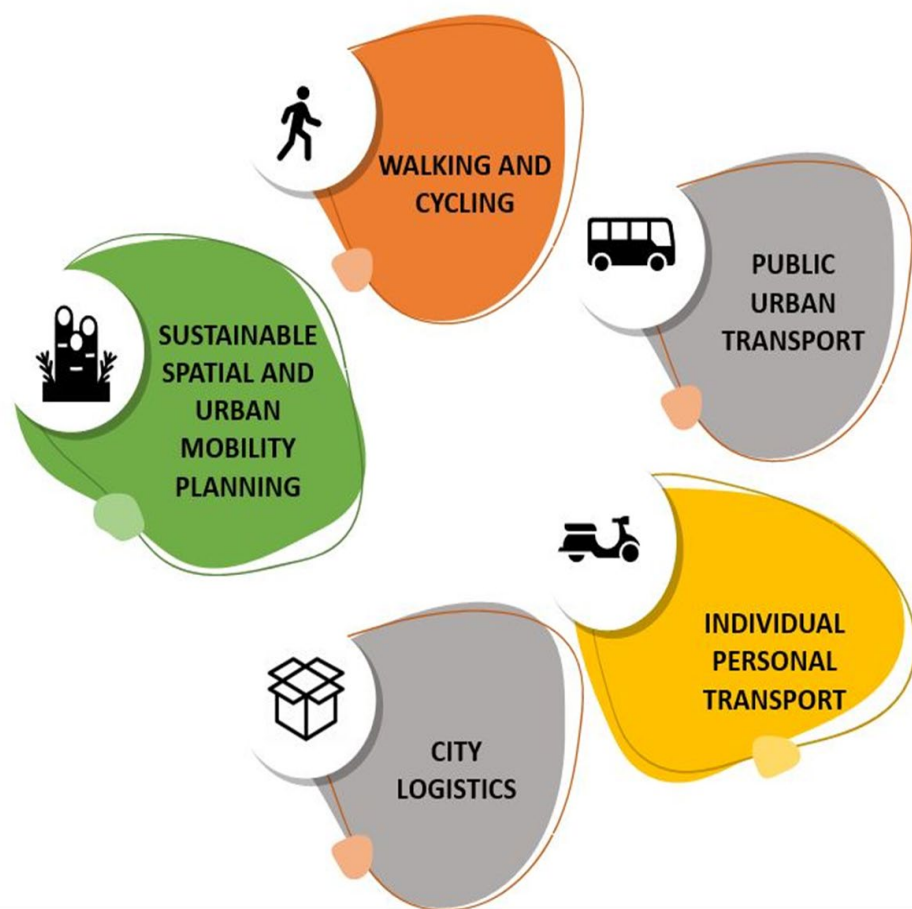 WALKING AND
CYCLING
PUBLIC
URBAN
TRANSPORT
SUSTAINABLE
SPATIAL AND
URBAN
MOBILITY
PLANNING
INDIVIDUAL
PERSONAL
TRANSPORT
CITY
LOGISTICS